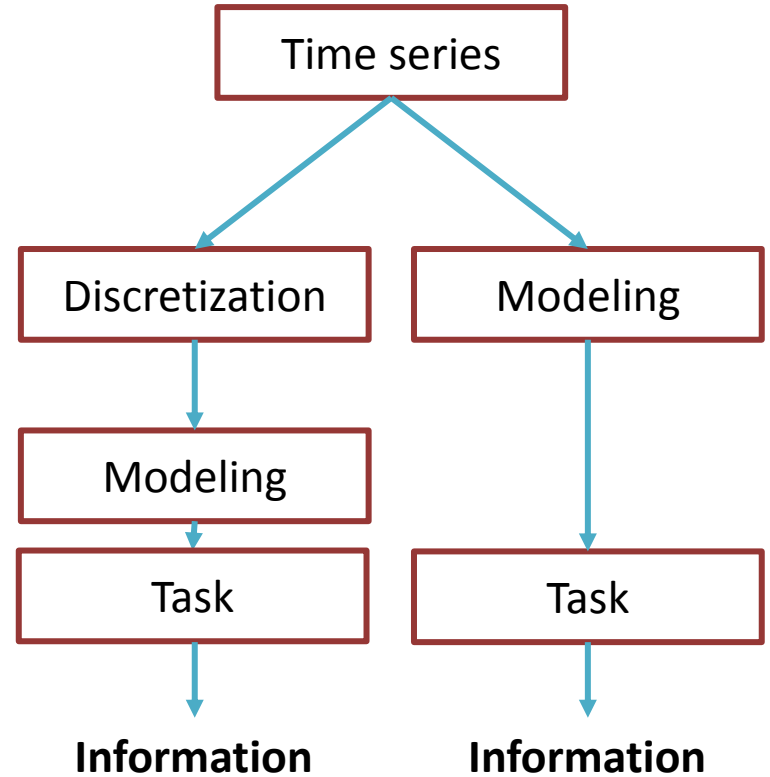 Time series
Discretization
Modeling
Modeling
Task
Task
Information
Information